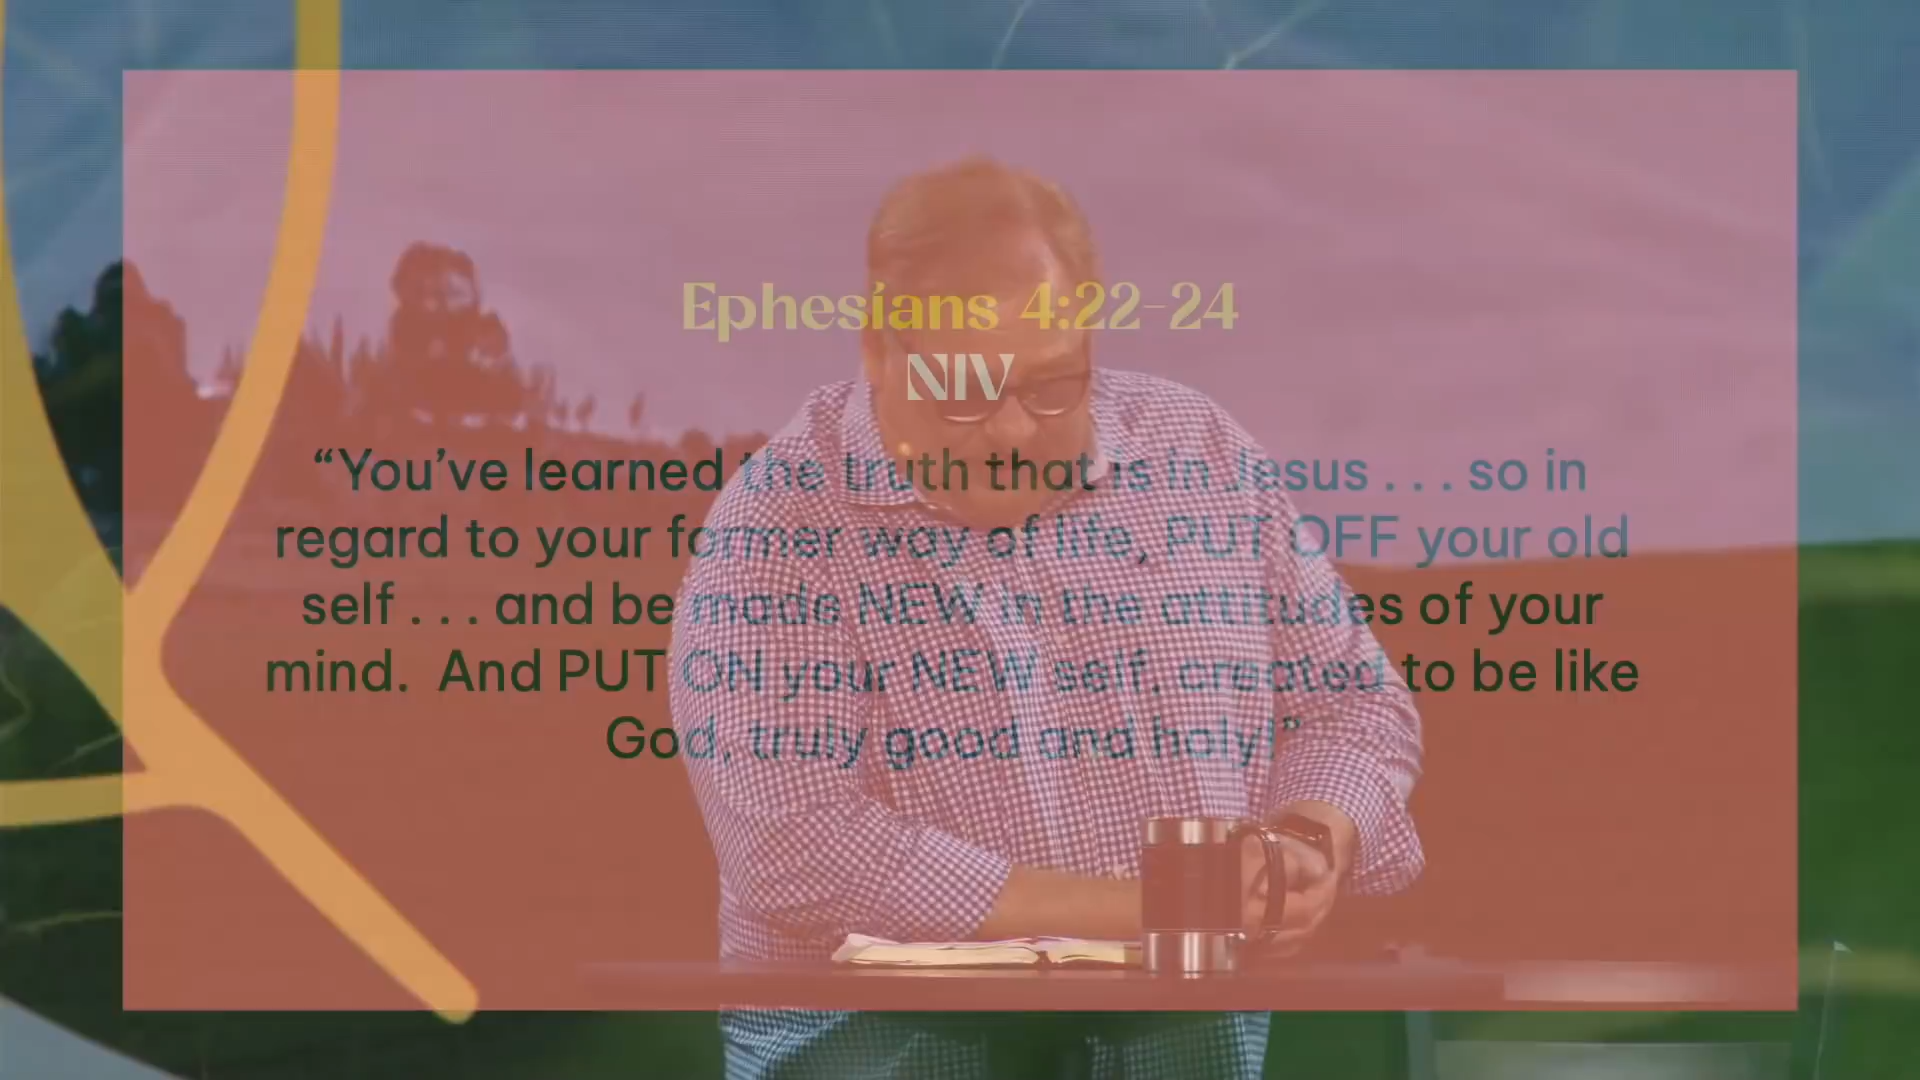 Ephesians 4:22-24
NIV
“You’ve learned the truth that is in Jesus . . . so in
regard to your former way of life, PUT OFF your old
self . . . and be made NEW in the attitudes of your
mind.  And PUT ON your NEW self, created to be like
God, truly good and holy!”